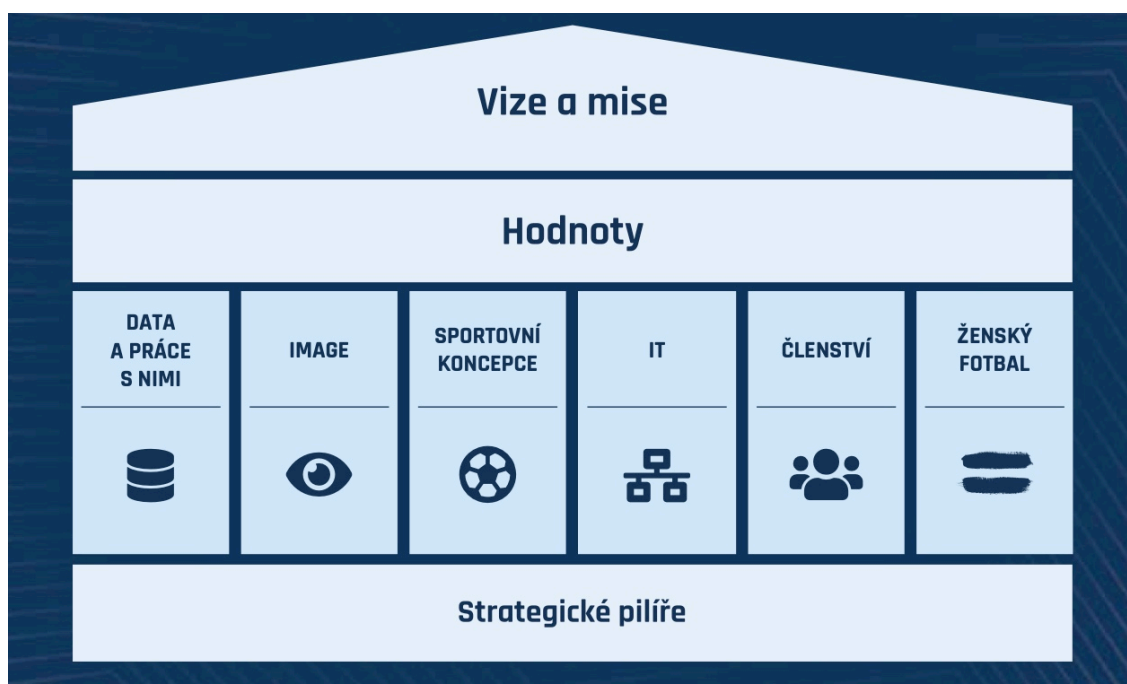 Vize a mise
Hodnoty
DATA
A PRÁCE
S NIMI
IMAGE
SPORTOVNÍ
KONCEPCE
IT
ČLENSTVÍ
ŽENSKÝ
FOTBAL
Strategické pilíře